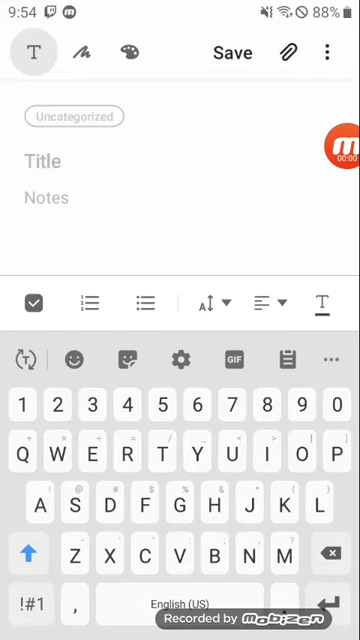 9:54 88%
T Save
Uncategorized
Title
00:00
Notes
T
T GIF
1 2 3 4 5 6 7 8 9 0
+ × ÷ = / _ < > [ ]
Q W E R T Y U I O P
! @ # $ % ^ & * ( )
A S D F G H J K L
- ' " : ; , ?
Z X C V B N M
!#1 , English (US) .
Recorded by MOBIZEN